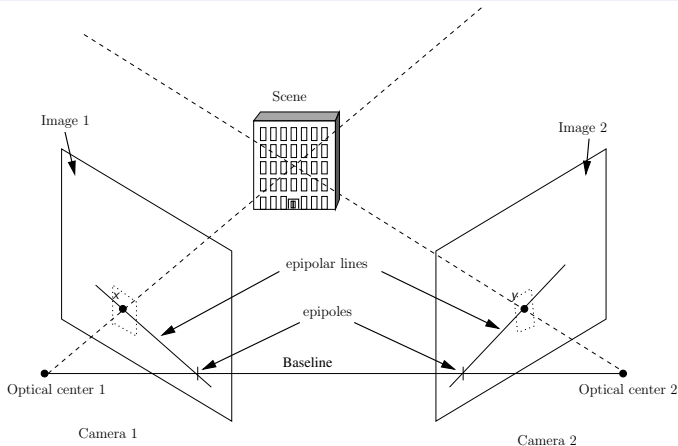 Scene
Image 1
Image 2
epipolar lines
x
y
epipoles
Baseline
Optical center 1
Optical center 2
Camera 1
Camera 2